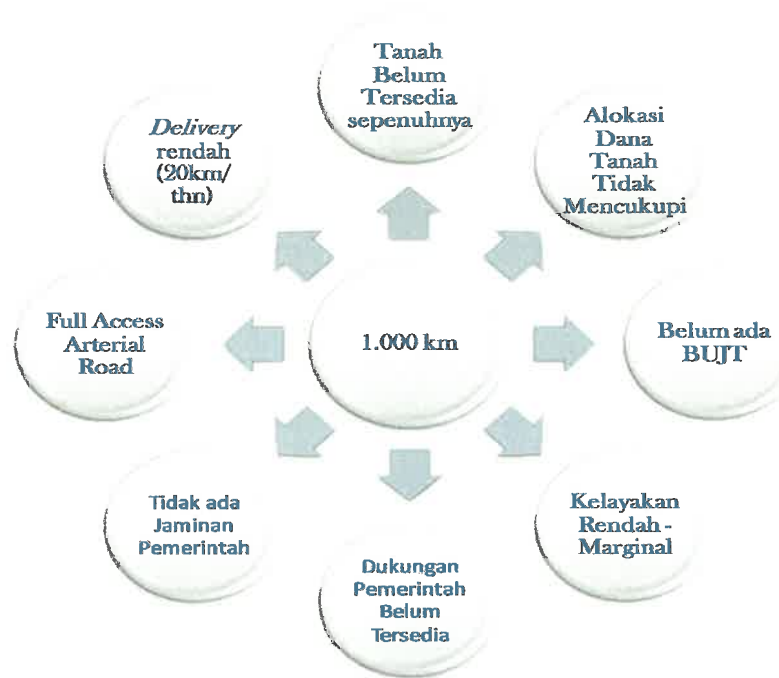 Tanah
Belum
Tersedia
sepenuhnya
Alokasi
Dana
Tanah
Tidak
Mencukupi
Belum ada
BUJT
Kelayakan
Rendah -
Marginal
Dukungan
Pemerintah
Belum
Tersedia
Tidak ada
Jaminan
Pemerintah
Full Access
Arterial
Road
Delivery
rendah
(20km/
thn)
1.000 km